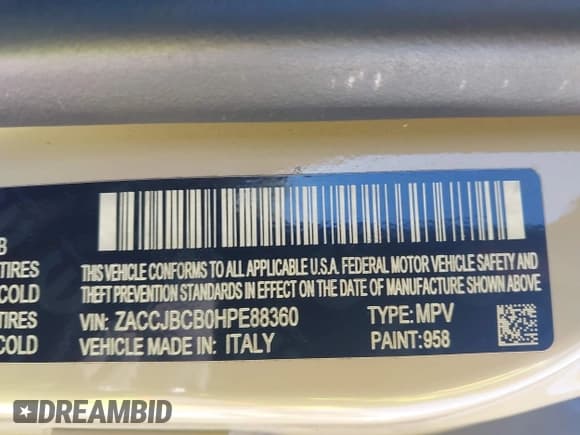 B
TIRES
COLD
TIRES
COLD
THIS VEHICLE CONFORMS TO ALL APPLICABLE U.S.A. FEDERAL MOTOR VEHICLE SAFETY AND
THEFT PREVENTION STANDARDS IN EFFECT ON THE DATE OF MANUFACTURE SHOWN ABOVE.
VIN: ZACCJBCB0HPE88360 TYPE: MPV
VEHICLE MADE IN: ITALY PAINT: 958
DREAMBID